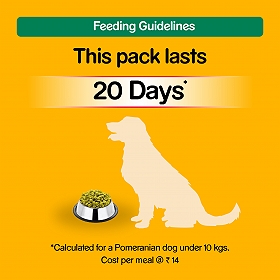 Feeding Guidelines
This pack lasts
20 Days*
*Calculated for a Pomeranian dog under 10 kgs.
Cost per meal @ ₹ 14